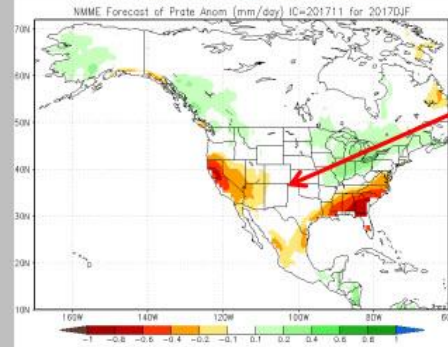 NMME Forecast of Prate Anom (mm/day) IC=201711 for 2017DJF
70N
60N
50N
40N
30N
20N
10N
160W 140W 120W 100W 80W 60
-1 -0.8 -0.6 -0.4 -0.2 -0.1 0.1 0.2 0.4 0.6 0.8 1